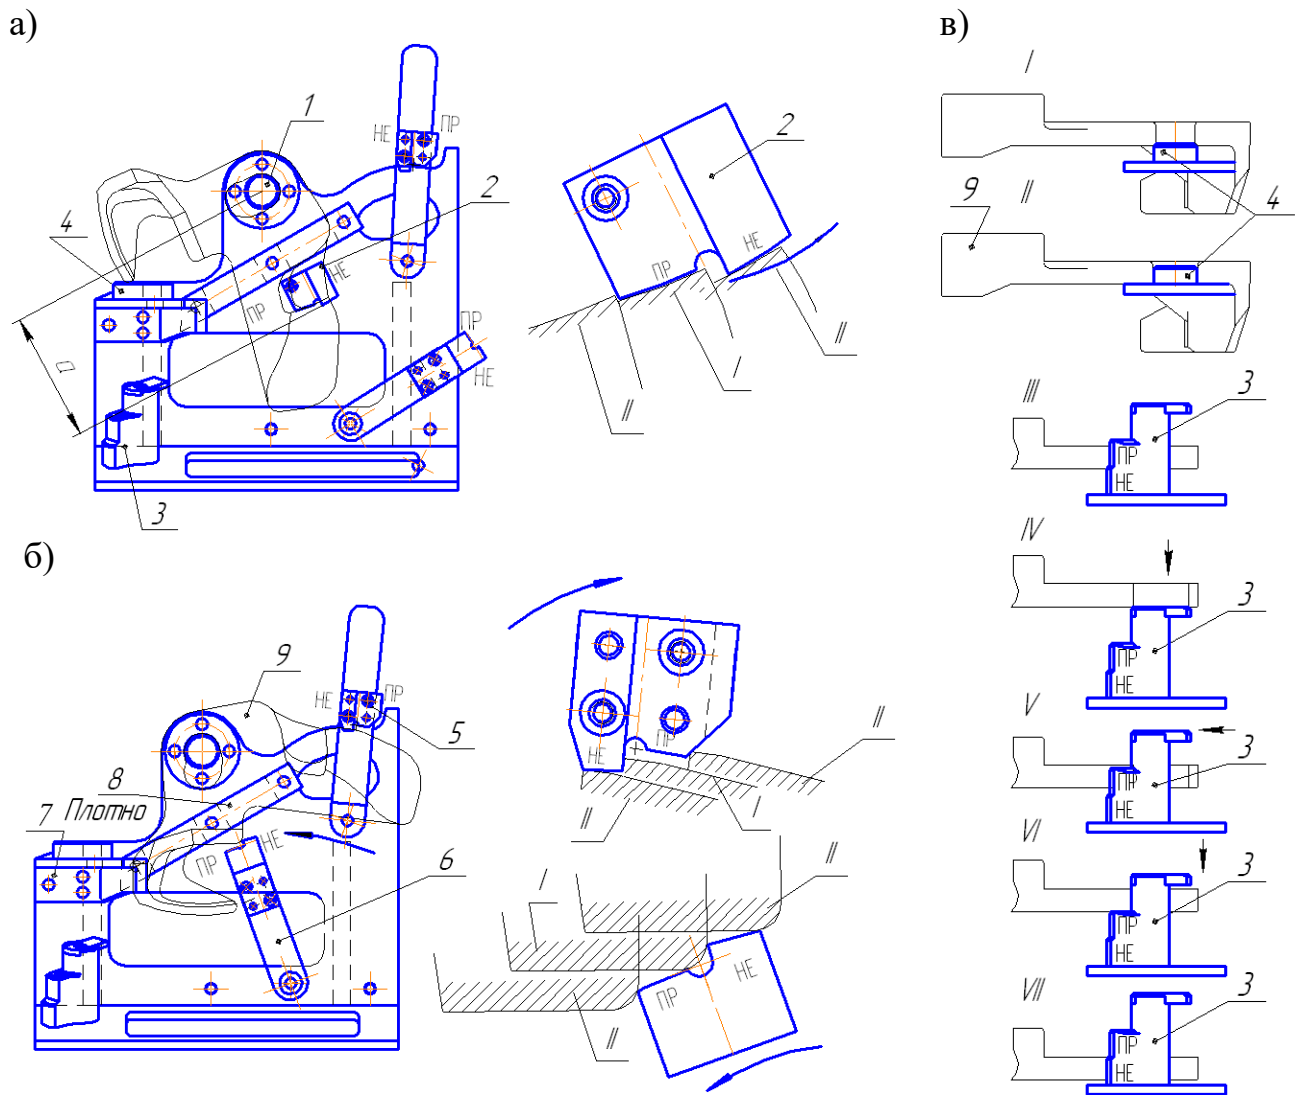 а)
1
НЕ
ПР
2
4
НЕ
ПР
ПР
НЕ
а
3
2
НЕ
ПР
I
II
II
б)
9
НЕ
ПР
5
8
7
Плотно
НЕ
ПР
6
НЕ
ПР
II
I
II
II
I
ПР
НЕ
II
в)
I
9
II
4
III
3
ПР
НЕ
IV
3
ПР
НЕ
V
3
ПР
НЕ
VI
3
ПР
НЕ
VII
3
ПР
НЕ